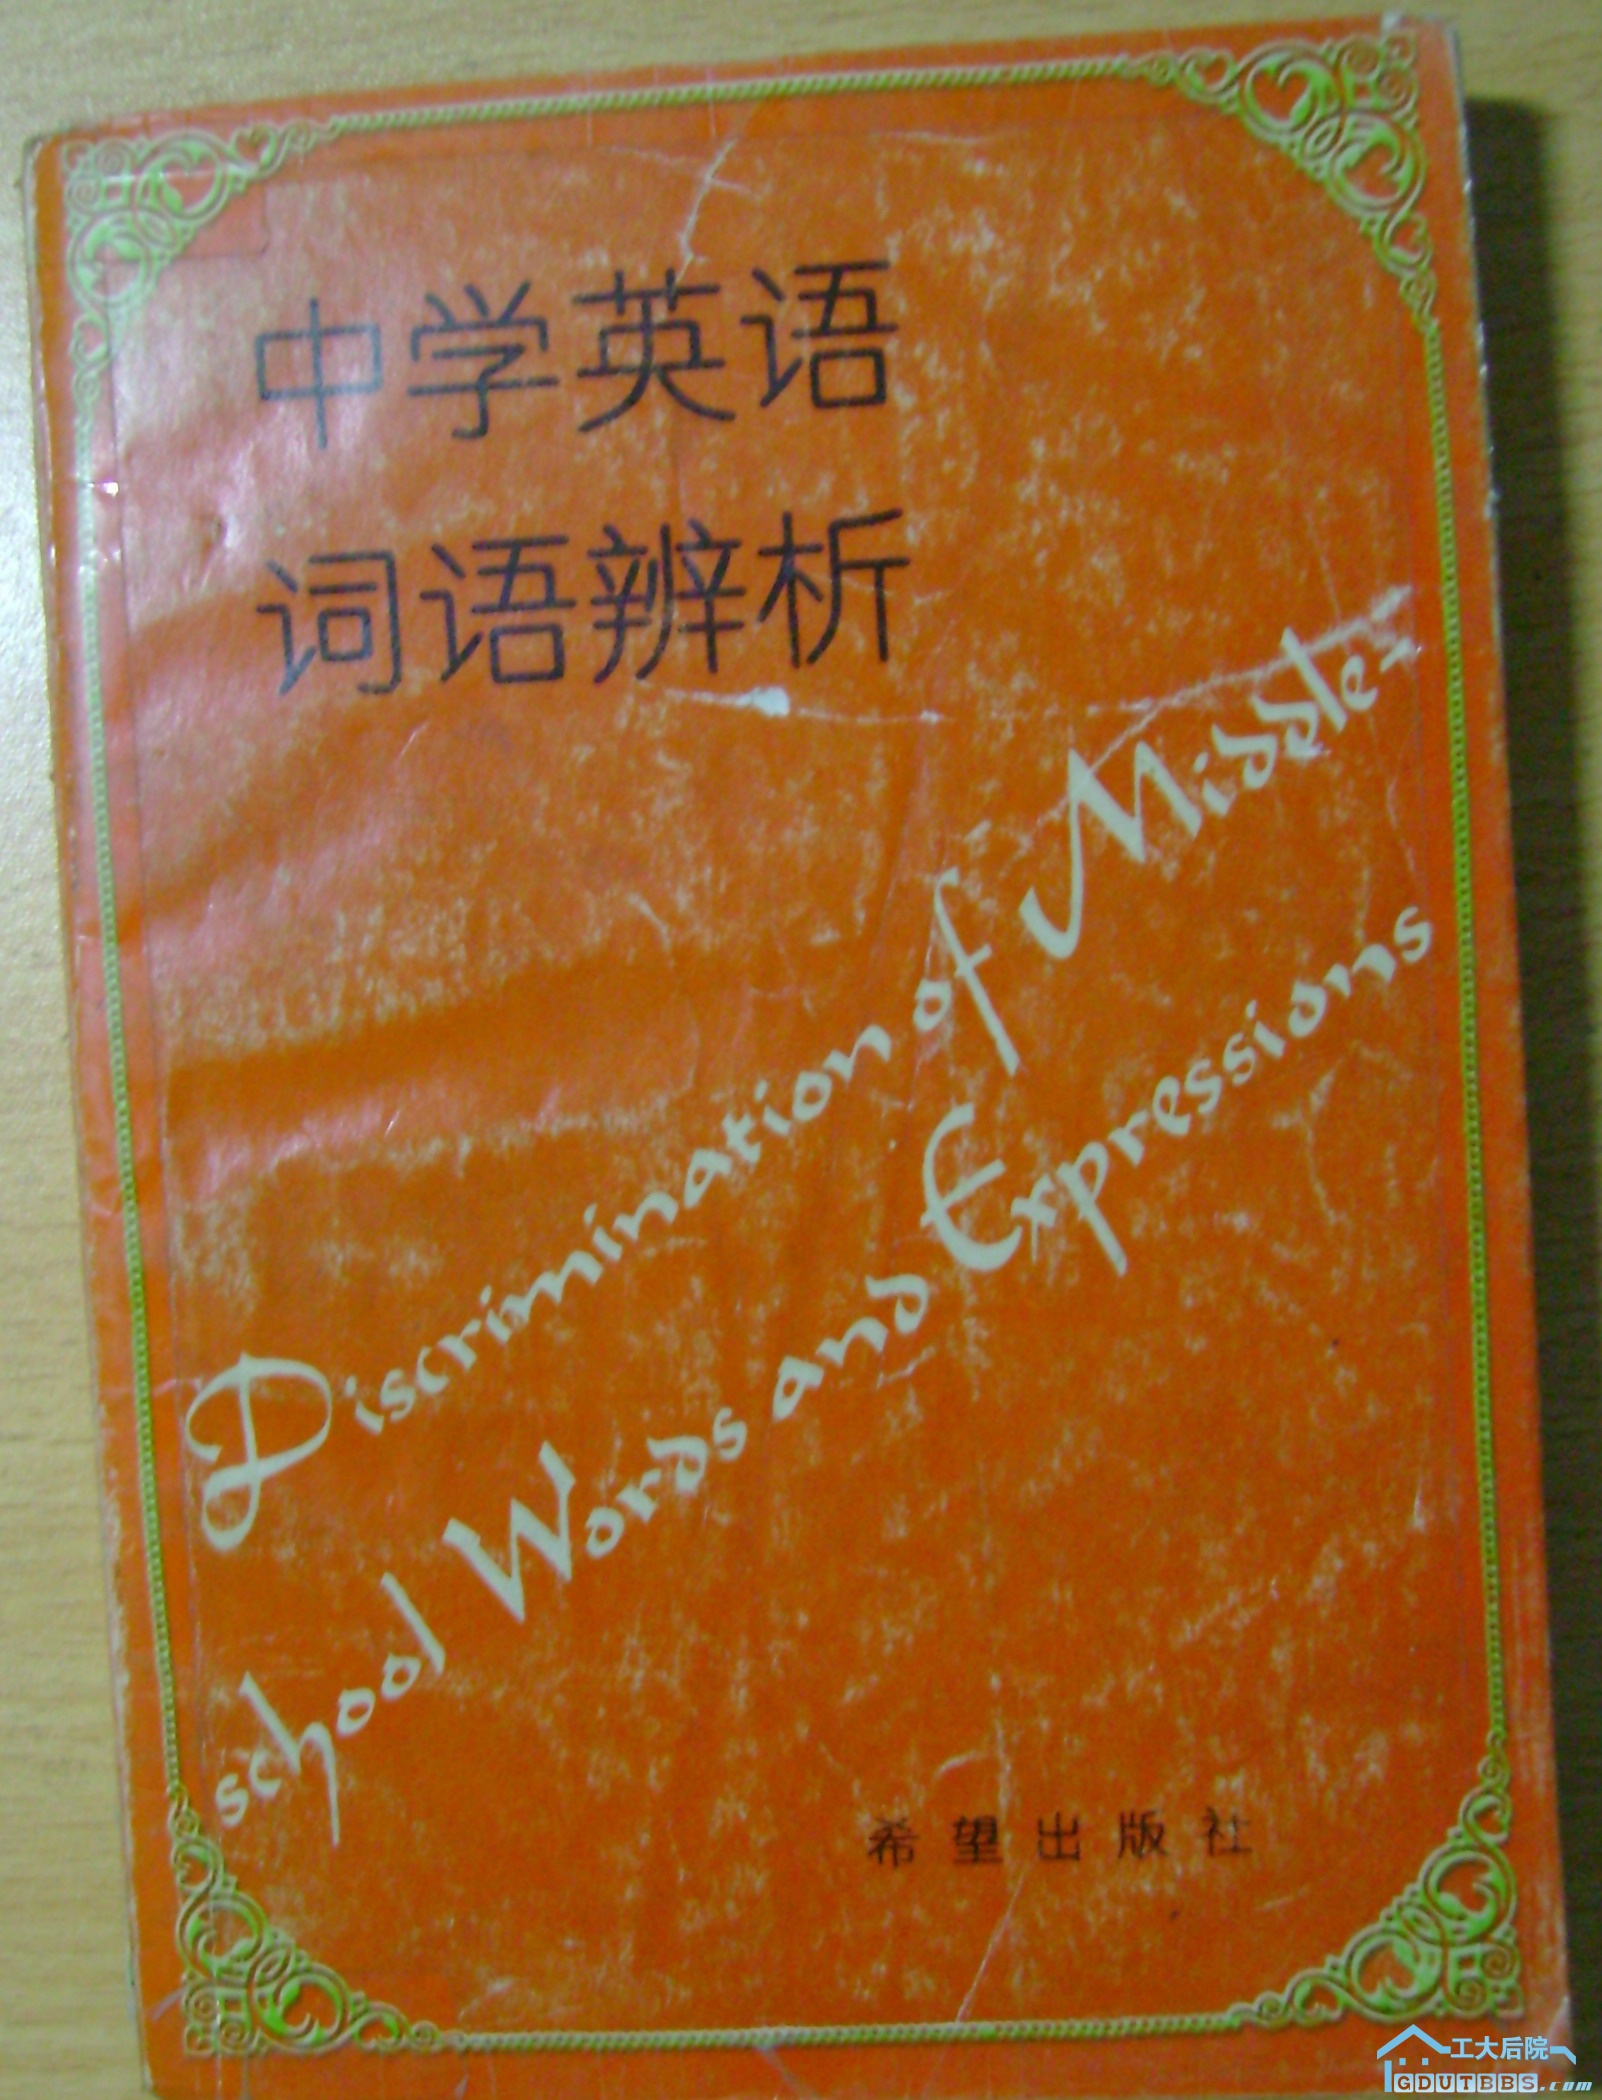 中学英语
词语辨析
Discrimination of Middle-
school Words and Expressions
希望出版社
工大后院
GDUTBBS.com